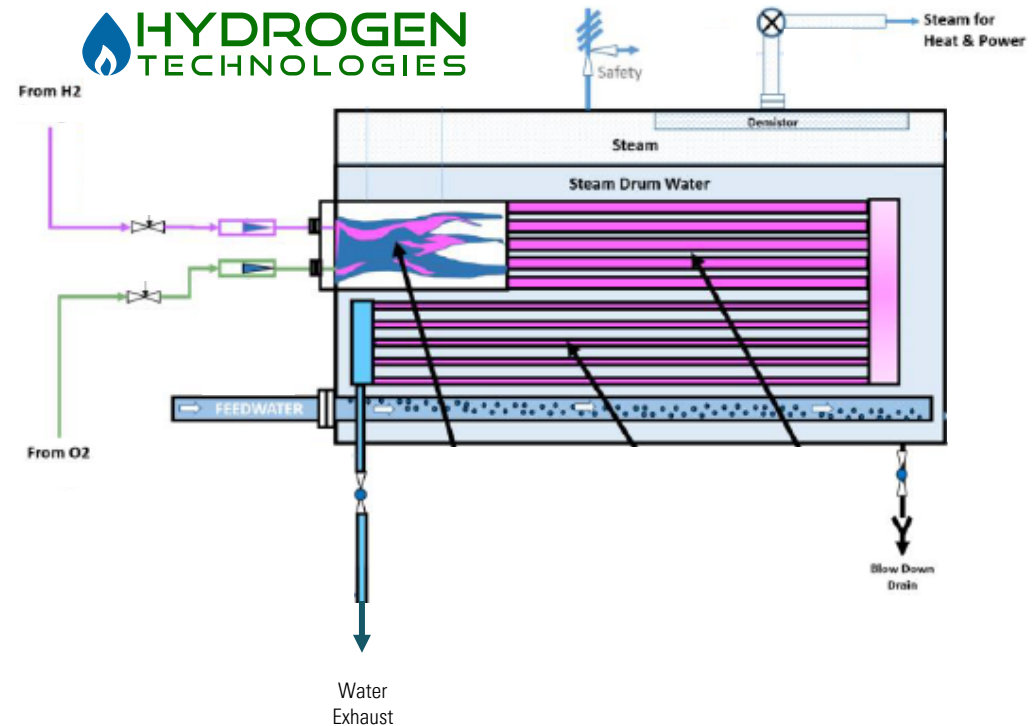 HYDROGEN
TECHNOLOGIES
Steam for
Heat & Power
Safety
From H2
Demistor
Steam
Steam Drum Water
FEEDWATER
From O2
Blow Down
Drain
Water
Exhaust